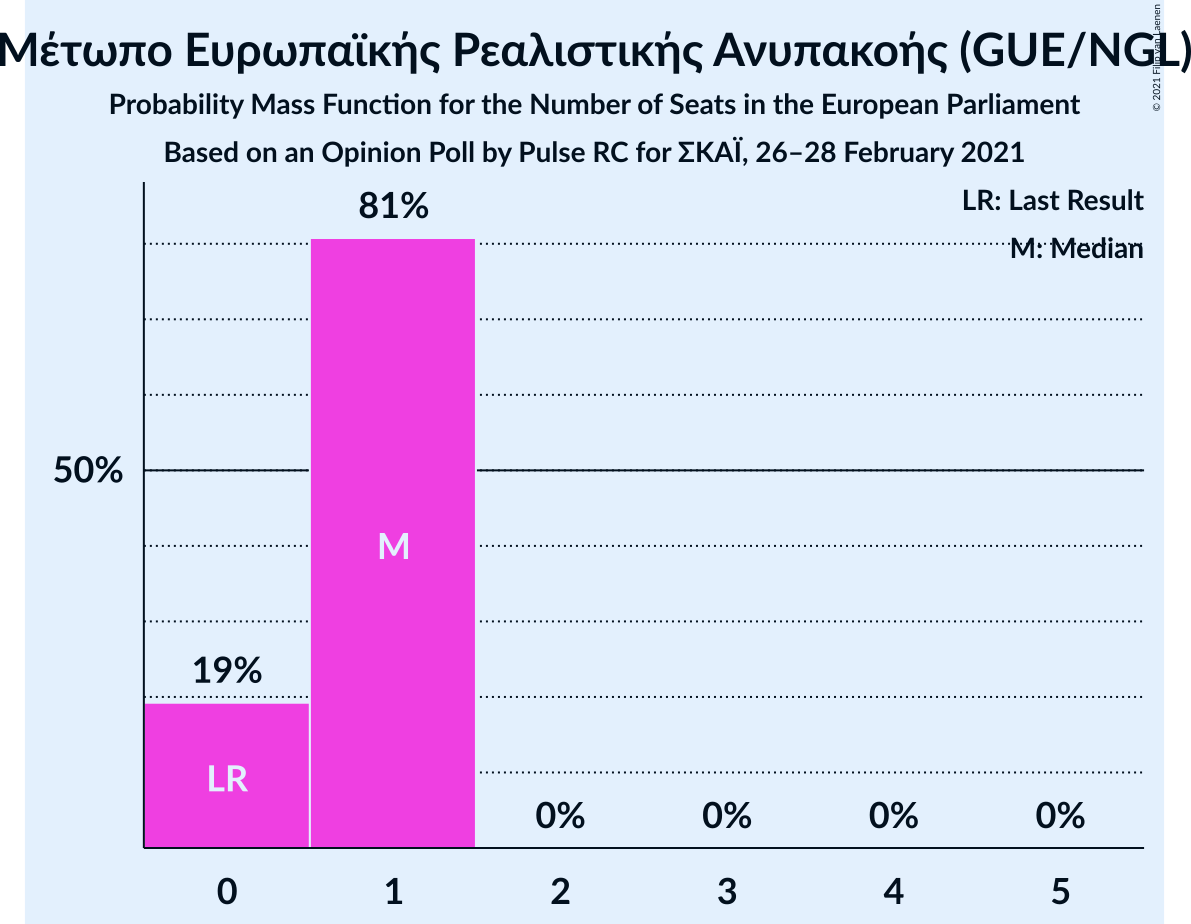 Μέτωπο Ευρωπαϊκής Ρεαλιστικής Ανυπακοής (GUE/NGL)
© 2021 Filip van Laenen
Probability Mass Function for the Number of Seats in the European Parliament
Based on an Opinion Poll by Pulse RC for ΣΚΑΪ, 26–28 February 2021
LR: Last Result
M: Median
81%
50%
M
19%
LR
0% 0% 0% 0%
0 1 2 3 4 5